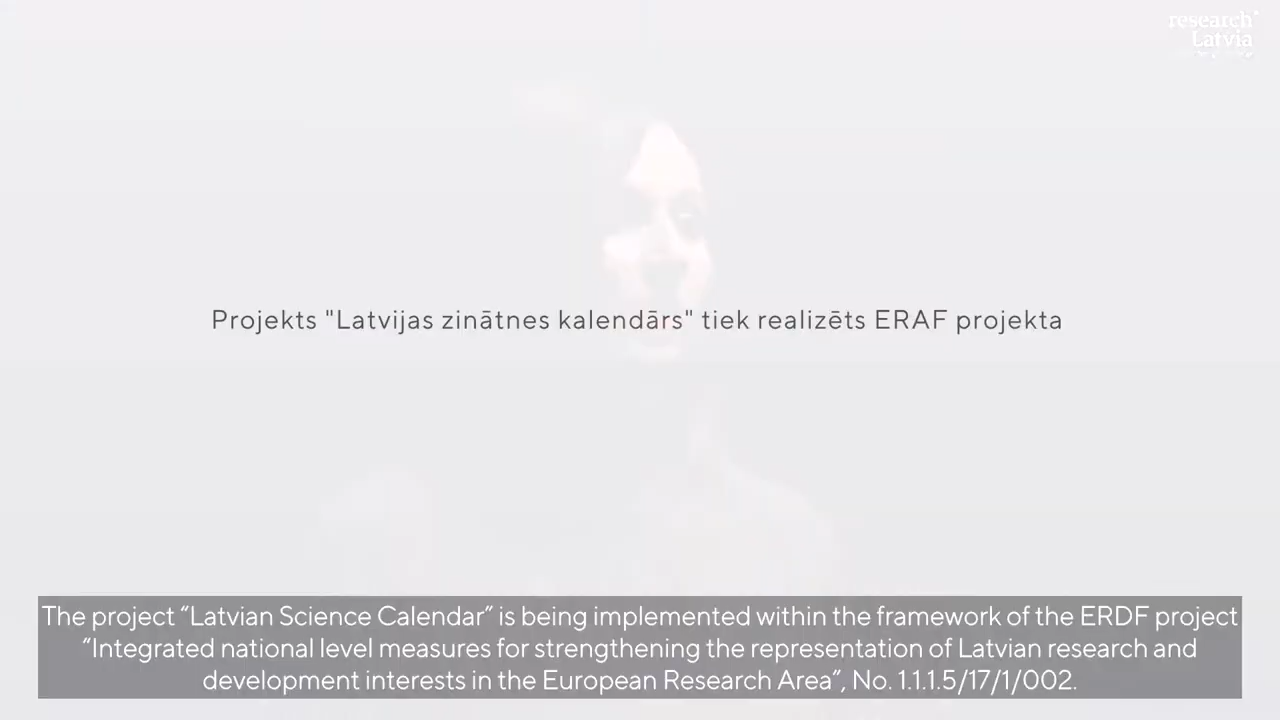 research
Latvia
Projekts "Latvijas zinātnes kalendārs" tiek realizēts ERAF projekta
The project “Latvian Science Calendar” is being implemented within the framework of the ERDF project
“Integrated national level measures for strengthening the representation of Latvian research and
development interests in the European Research Area”, No. 1.1.1.5/17/1/002.